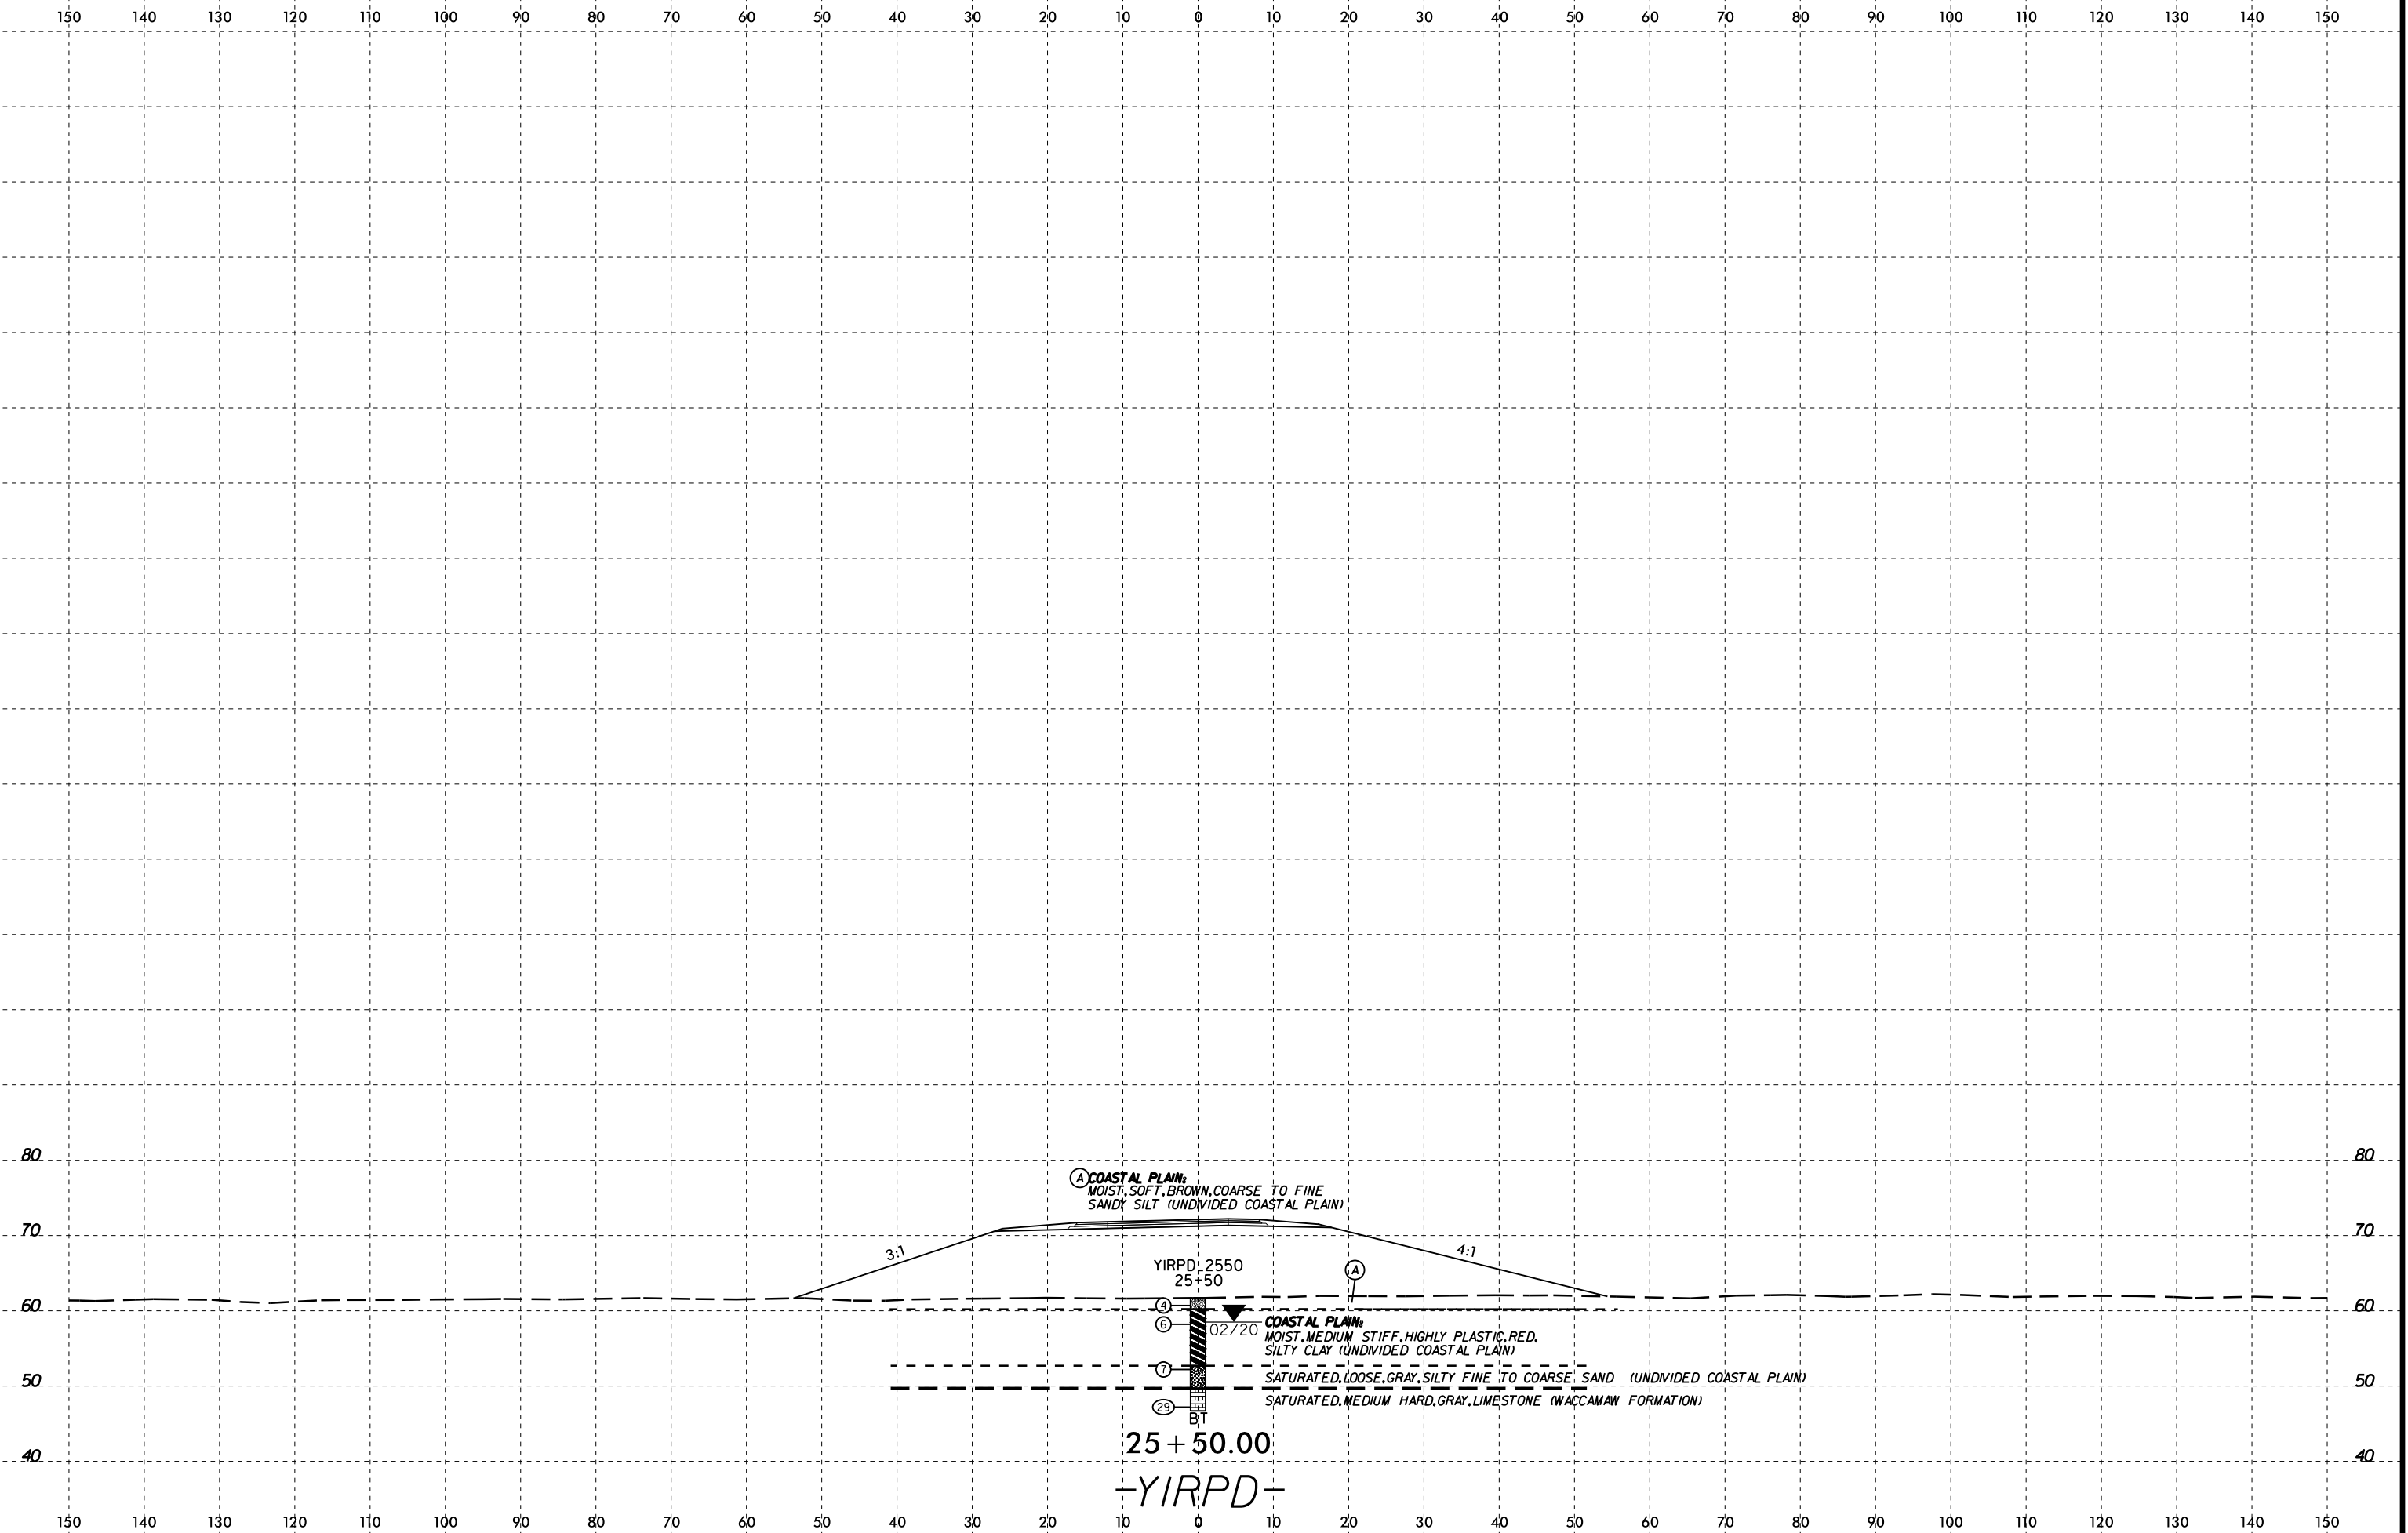 150 140 130 120 110 100 90 80 70 60 50 40 30 20 10 0 10 20 30 40 50 60 70 80 90 100 110 120 130 140 150
80 80
A COASTAL PLAIN:
MOIST,SOFT,BROWN,COARSE TO FINE
SANDY SILT (UNDIVIDED COASTAL PLAIN)
70 70
3:1 4:1
YIRPD_2550
25+50
A
60 60
4
6
02/20
COASTAL PLAIN:
MOIST,MEDIUM STIFF,HIGHLY PLASTIC,RED,
SILTY CLAY (UNDIVIDED COASTAL PLAIN)
7
SATURATED,LOOSE,GRAY,SILTY FINE TO COARSE SAND (UNDIVIDED COASTAL PLAIN)
50 50
SATURATED,MEDIUM HARD,GRAY,LIMESTONE (WACCAMAW FORMATION)
29
BT
25+50.00
40 40
-YIRPD-
150 140 130 120 110 100 90 80 70 60 50 40 30 20 10 0 10 20 30 40 50 60 70 80 90 100 110 120 130 140 150